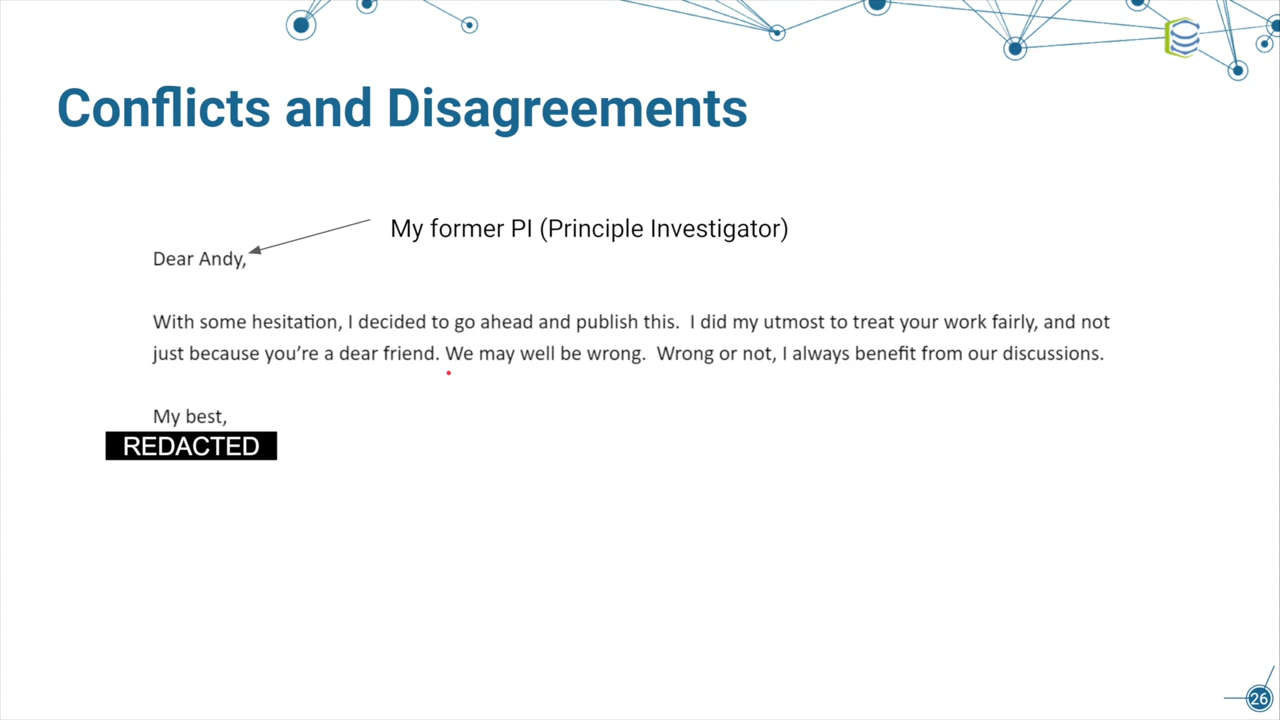 Conflicts and Disagreements
My former PI (Principle Investigator)
Dear Andy,
With some hesitation, I decided to go ahead and publish this.  I did my utmost to treat your work fairly, and not
just because you’re a dear friend. We may well be wrong.  Wrong or not, I always benefit from our discussions.
My best,
REDACTED
26